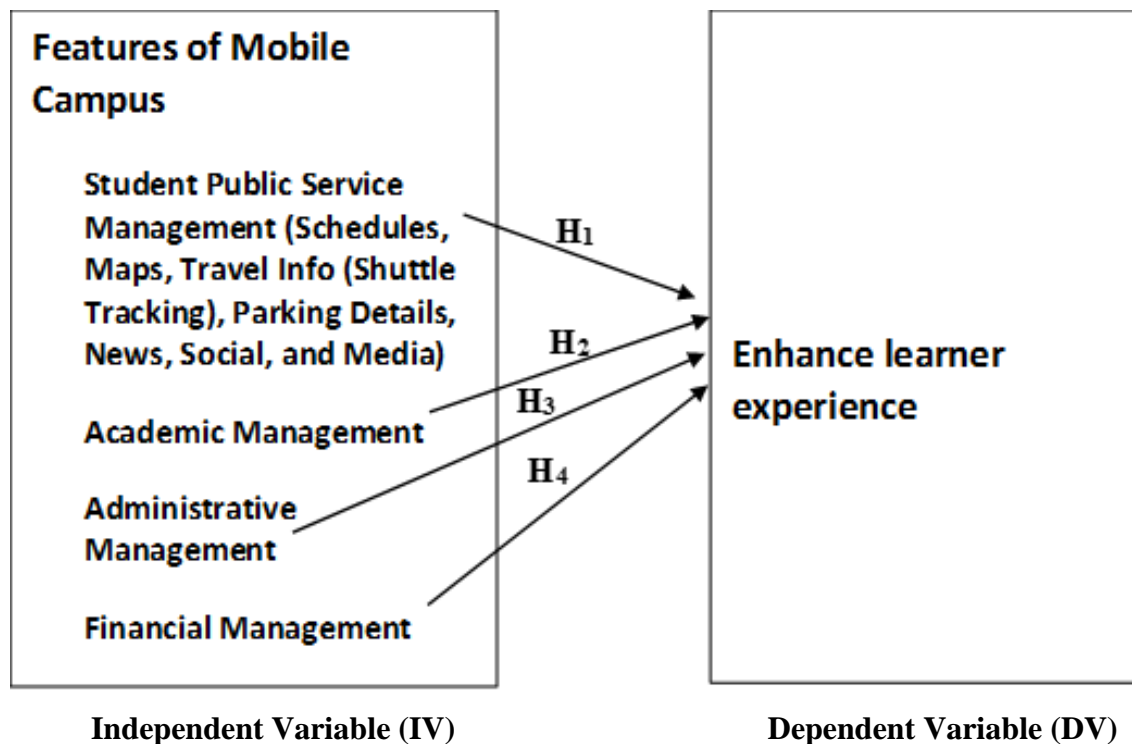 Features of Mobile
Campus
Student Public Service
Management (Schedules,
Maps, Travel Info (Shuttle
Tracking), Parking Details,
News, Social, and Media)
Academic Management
Administrative
Management
Financial Management
H1
H2
H3
H4
Enhance learner
experience
Independent Variable (IV)
Dependent Variable (DV)